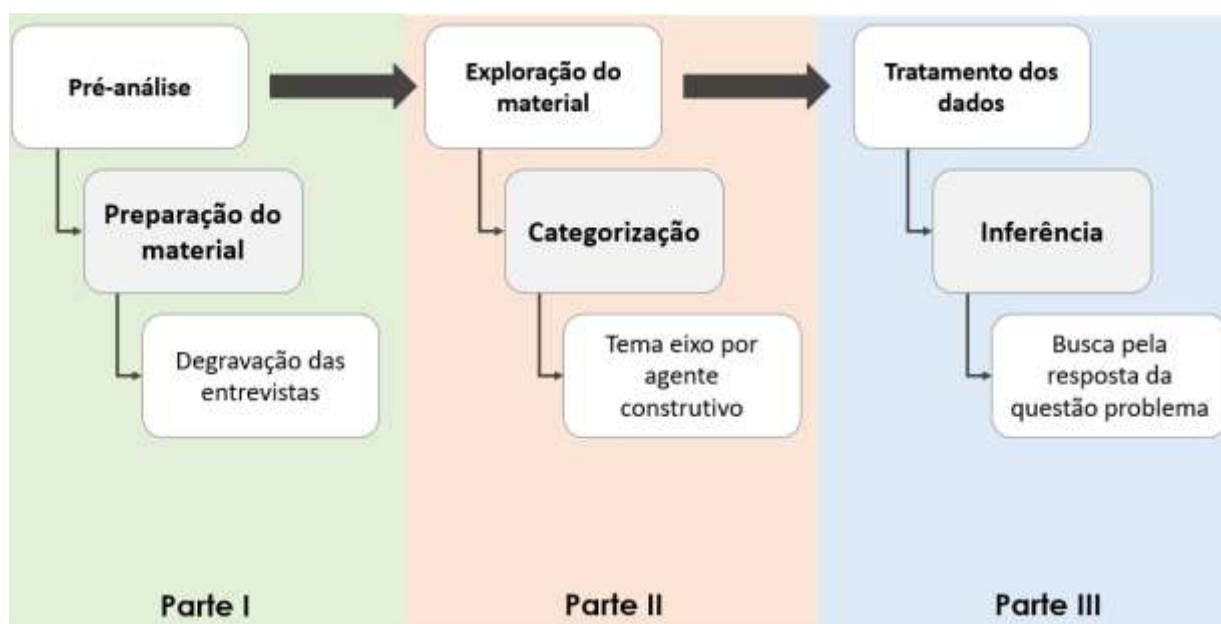 Pré-análise
Preparação do
material
Degravação das
entrevistas
Parte I
Exploração do
material
Categorização
Tema eixo por
agente
construtivo
Parte II
Tratamento dos
dados
Inferência
Busca pela
resposta da
questão problema
Parte III